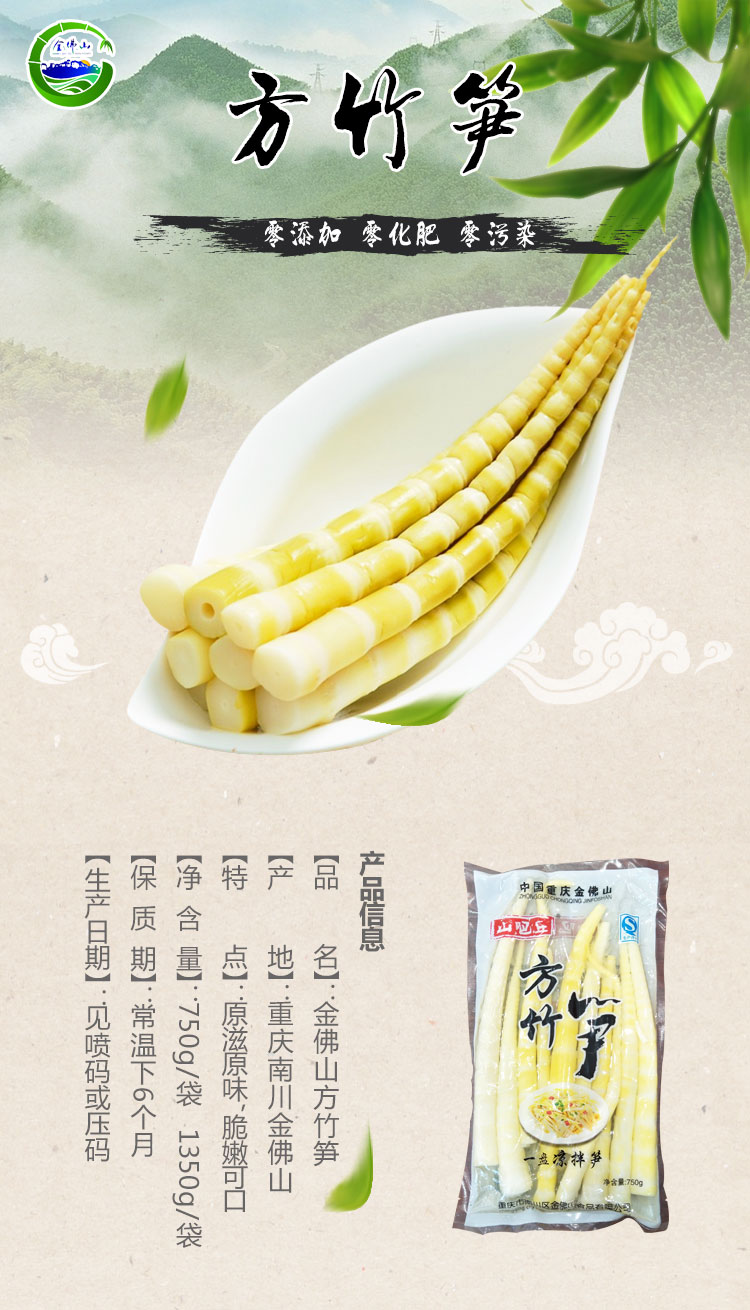 金佛山
方竹笋
零添加 零化肥 零污染
产品信息
【品名】:金佛山方竹笋
【产地】:重庆南川金佛山
【特点】:原滋原味,脆嫩可口
【净含量】:750g/袋 1350g/袋
【保质期】:常温下6个月
【生产日期】:见喷码或压码
中国重庆金佛山
ZHONGGUO CHONGQING JINFOSHAN
方竹笋
一盘凉拌笋
净含量:750g